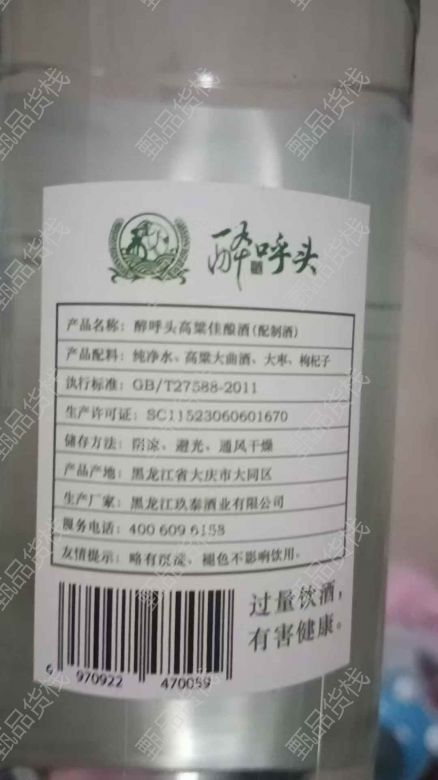 醉呼头
产品名称: 醉呼头高粱佳酿酒(配制酒)
产品配料: 纯净水、高粱大曲酒、大枣、枸杞子
执行标准: GB/T27588-2011
生产许可证: SC11523060601670
储存方法: 阴凉、避光、通风干燥
产品产地: 黑龙江省大庆市大同区
生产厂家: 黑龙江玖泰酒业有限公司
服务电话: 400 609 6158
友情提示: 略有沉淀、褪色不影响饮用。
过量饮酒,
有害健康。
6 970922 470059
甄品货栈